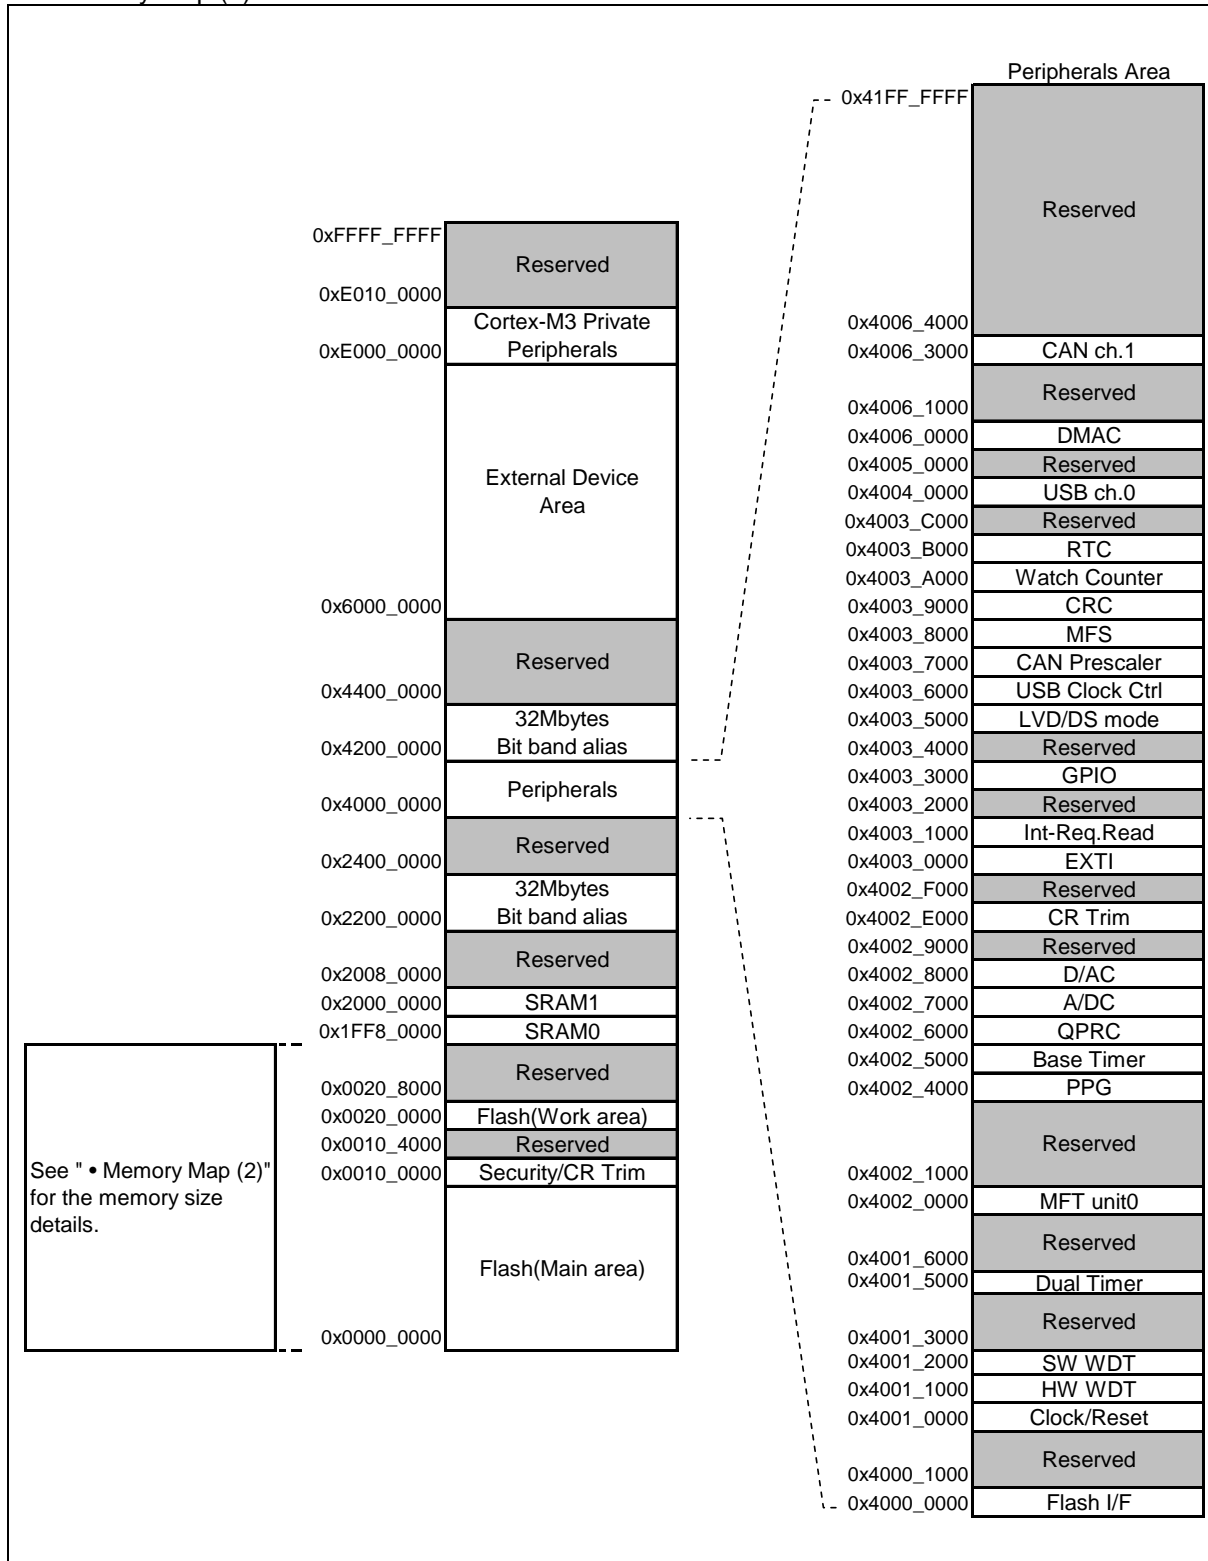 Peripherals Area
0x41FF_FFFF
Reserved
0x4006_4000
0x4006_3000 CAN ch.1
Reserved
0x4006_1000
0x4006_0000 DMAC
0x4005_0000 Reserved
0x4004_0000 USB ch.0
0x4003_C000 Reserved
0x4003_B000 RTC
0x4003_A000 Watch Counter
0x4003_9000 CRC
0x4003_8000 MFS
0x4003_7000 CAN Prescaler
0x4003_6000 USB Clock Ctrl
0x4003_5000 LVD/DS mode
0x4003_4000 Reserved
0x4003_3000 GPIO
0x4003_2000 Reserved
0x4003_1000 Int-Req.Read
0x4003_0000 EXTI
0x4002_F000 Reserved
0x4002_E000 CR Trim
0x4002_9000 Reserved
0x4002_8000 D/AC
0x4002_7000 A/DC
0x4002_6000 QPRC
0x4002_5000 Base Timer
0x4002_4000 PPG
Reserved
0x4002_1000
0x4002_0000 MFT unit0
Reserved
0x4001_6000
0x4001_5000 Dual Timer
Reserved
0x4001_3000
0x4001_2000 SW WDT
0x4001_1000 HW WDT
0x4001_0000 Clock/Reset
Reserved
0x4000_1000
0x4000_0000 Flash I/F
0xFFFF_FFFF
Reserved
0xE010_0000
Cortex-M3 Private
0xE000_0000 Peripherals
External Device
Area
0x6000_0000
Reserved
0x4400_0000
32Mbytes
0x4200_0000 Bit band alias
Peripherals
0x4000_0000
Reserved
0x2400_0000
32Mbytes
0x2200_0000 Bit band alias
Reserved
0x2008_0000
0x2000_0000 SRAM1
0x1FF8_0000 SRAM0
Reserved
0x0020_8000
0x0020_0000 Flash(Work area)
0x0010_4000 Reserved
0x0010_0000 Security/CR Trim
Flash(Main area)
0x0000_0000
See " • Memory Map (2)"
for the memory size
details.